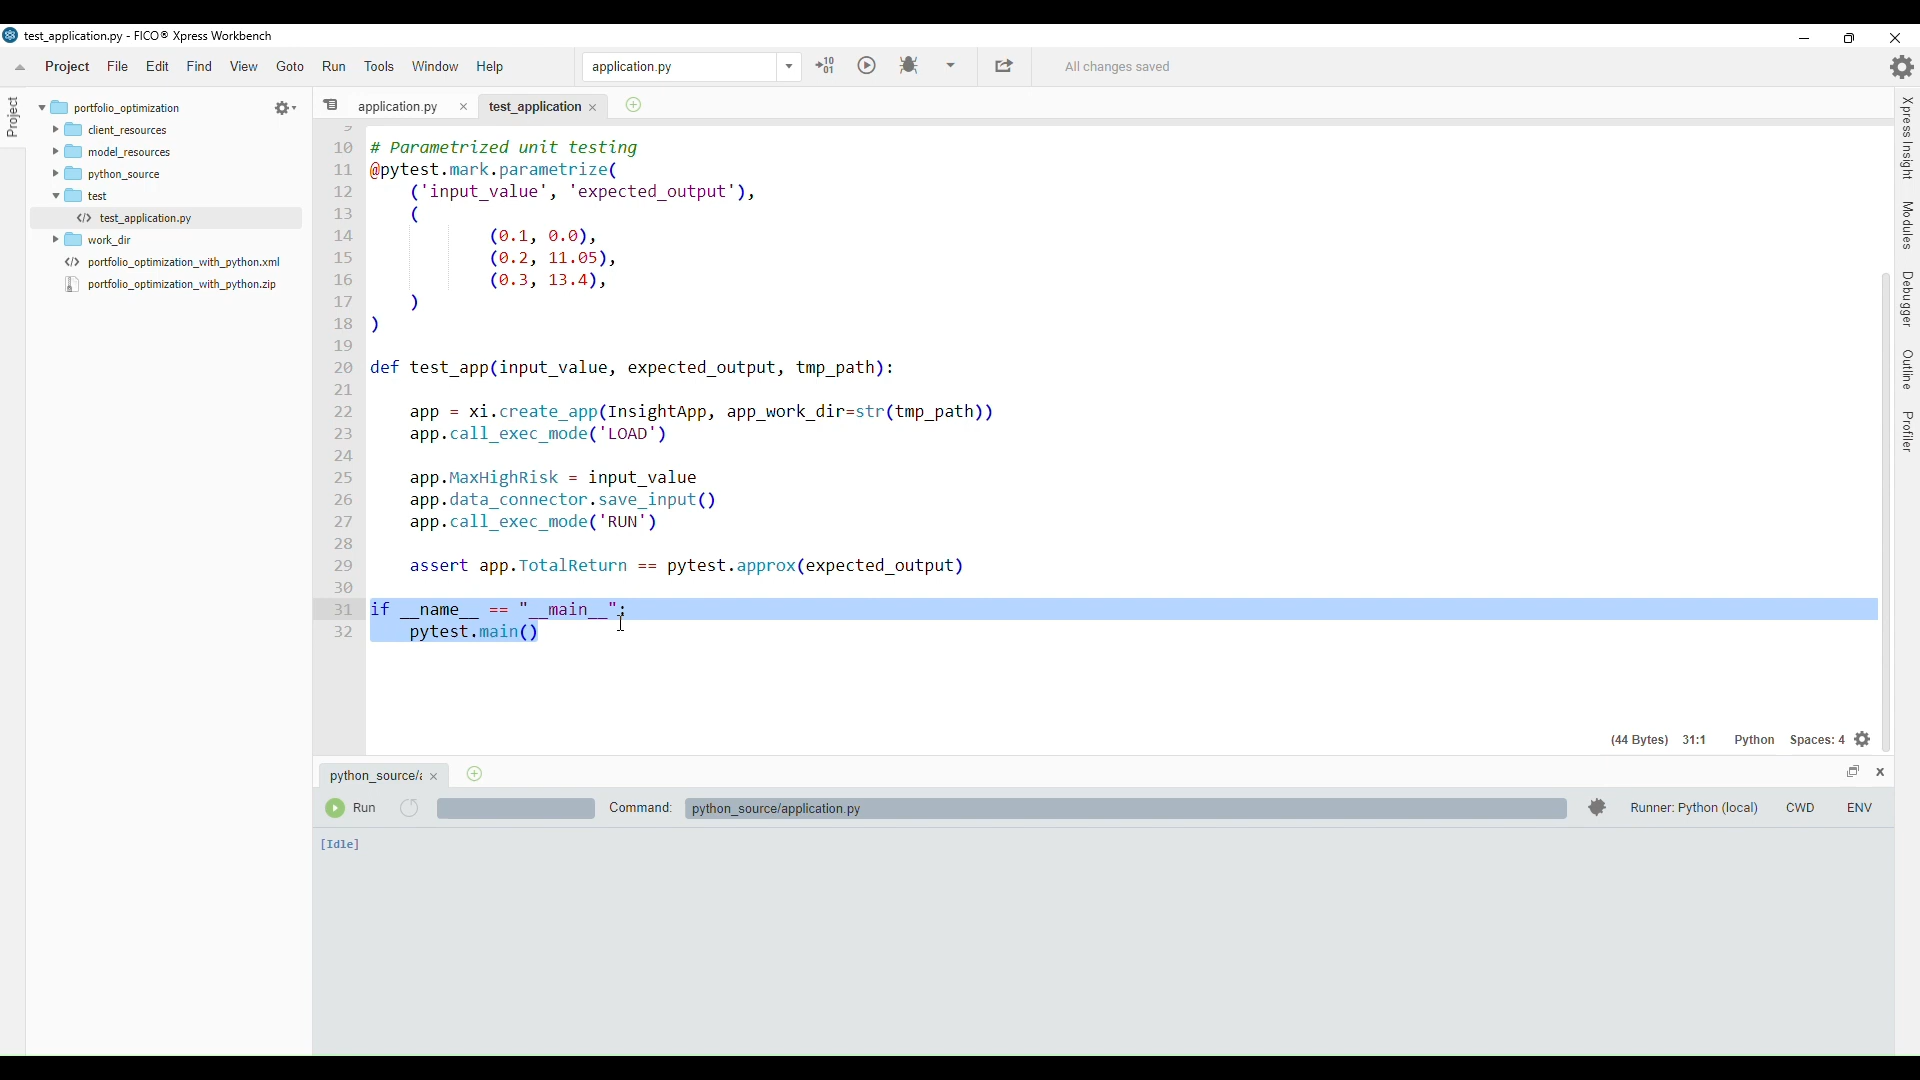 test_application.py - FICO® Xpress Workbench
Project File Edit Find View Goto Run Tools Window Help
application.py
All changes saved
Project
portfolio_optimization
client_resources
model_resources
python_source
test
</> test_application.py
work_dir
</> portfolio_optimization_with_python.xml
portfolio_optimization_with_python.zip
application.py test_application
9
10 # Parametrized unit testing
11 @pytest.mark.parametrize(
12 ('input_value', 'expected_output'),
13 (
14 (0.1, 0.0),
15 (0.2, 11.05),
16 (0.3, 13.4),
17 )
18 )
19
20 def test_app(input_value, expected_output, tmp_path):
21
22 app = xi.create_app(InsightApp, app_work_dir=str(tmp_path))
23 app.call_exec_mode('LOAD')
24
25 app.MaxHighRisk = input_value
26 app.data_connector.save_input()
27 app.call_exec_mode('RUN')
28
29 assert app.TotalReturn == pytest.approx(expected_output)
30
31 if __name__ == "__main__":
32 pytest.main()
(44 Bytes) 31:1 Python Spaces: 4
python_source/a
Run Command: python_source/application.py Runner: Python (local) CWD ENV
[Idle]
Xpress Insight
Modules
Debugger
Outline
Profiler